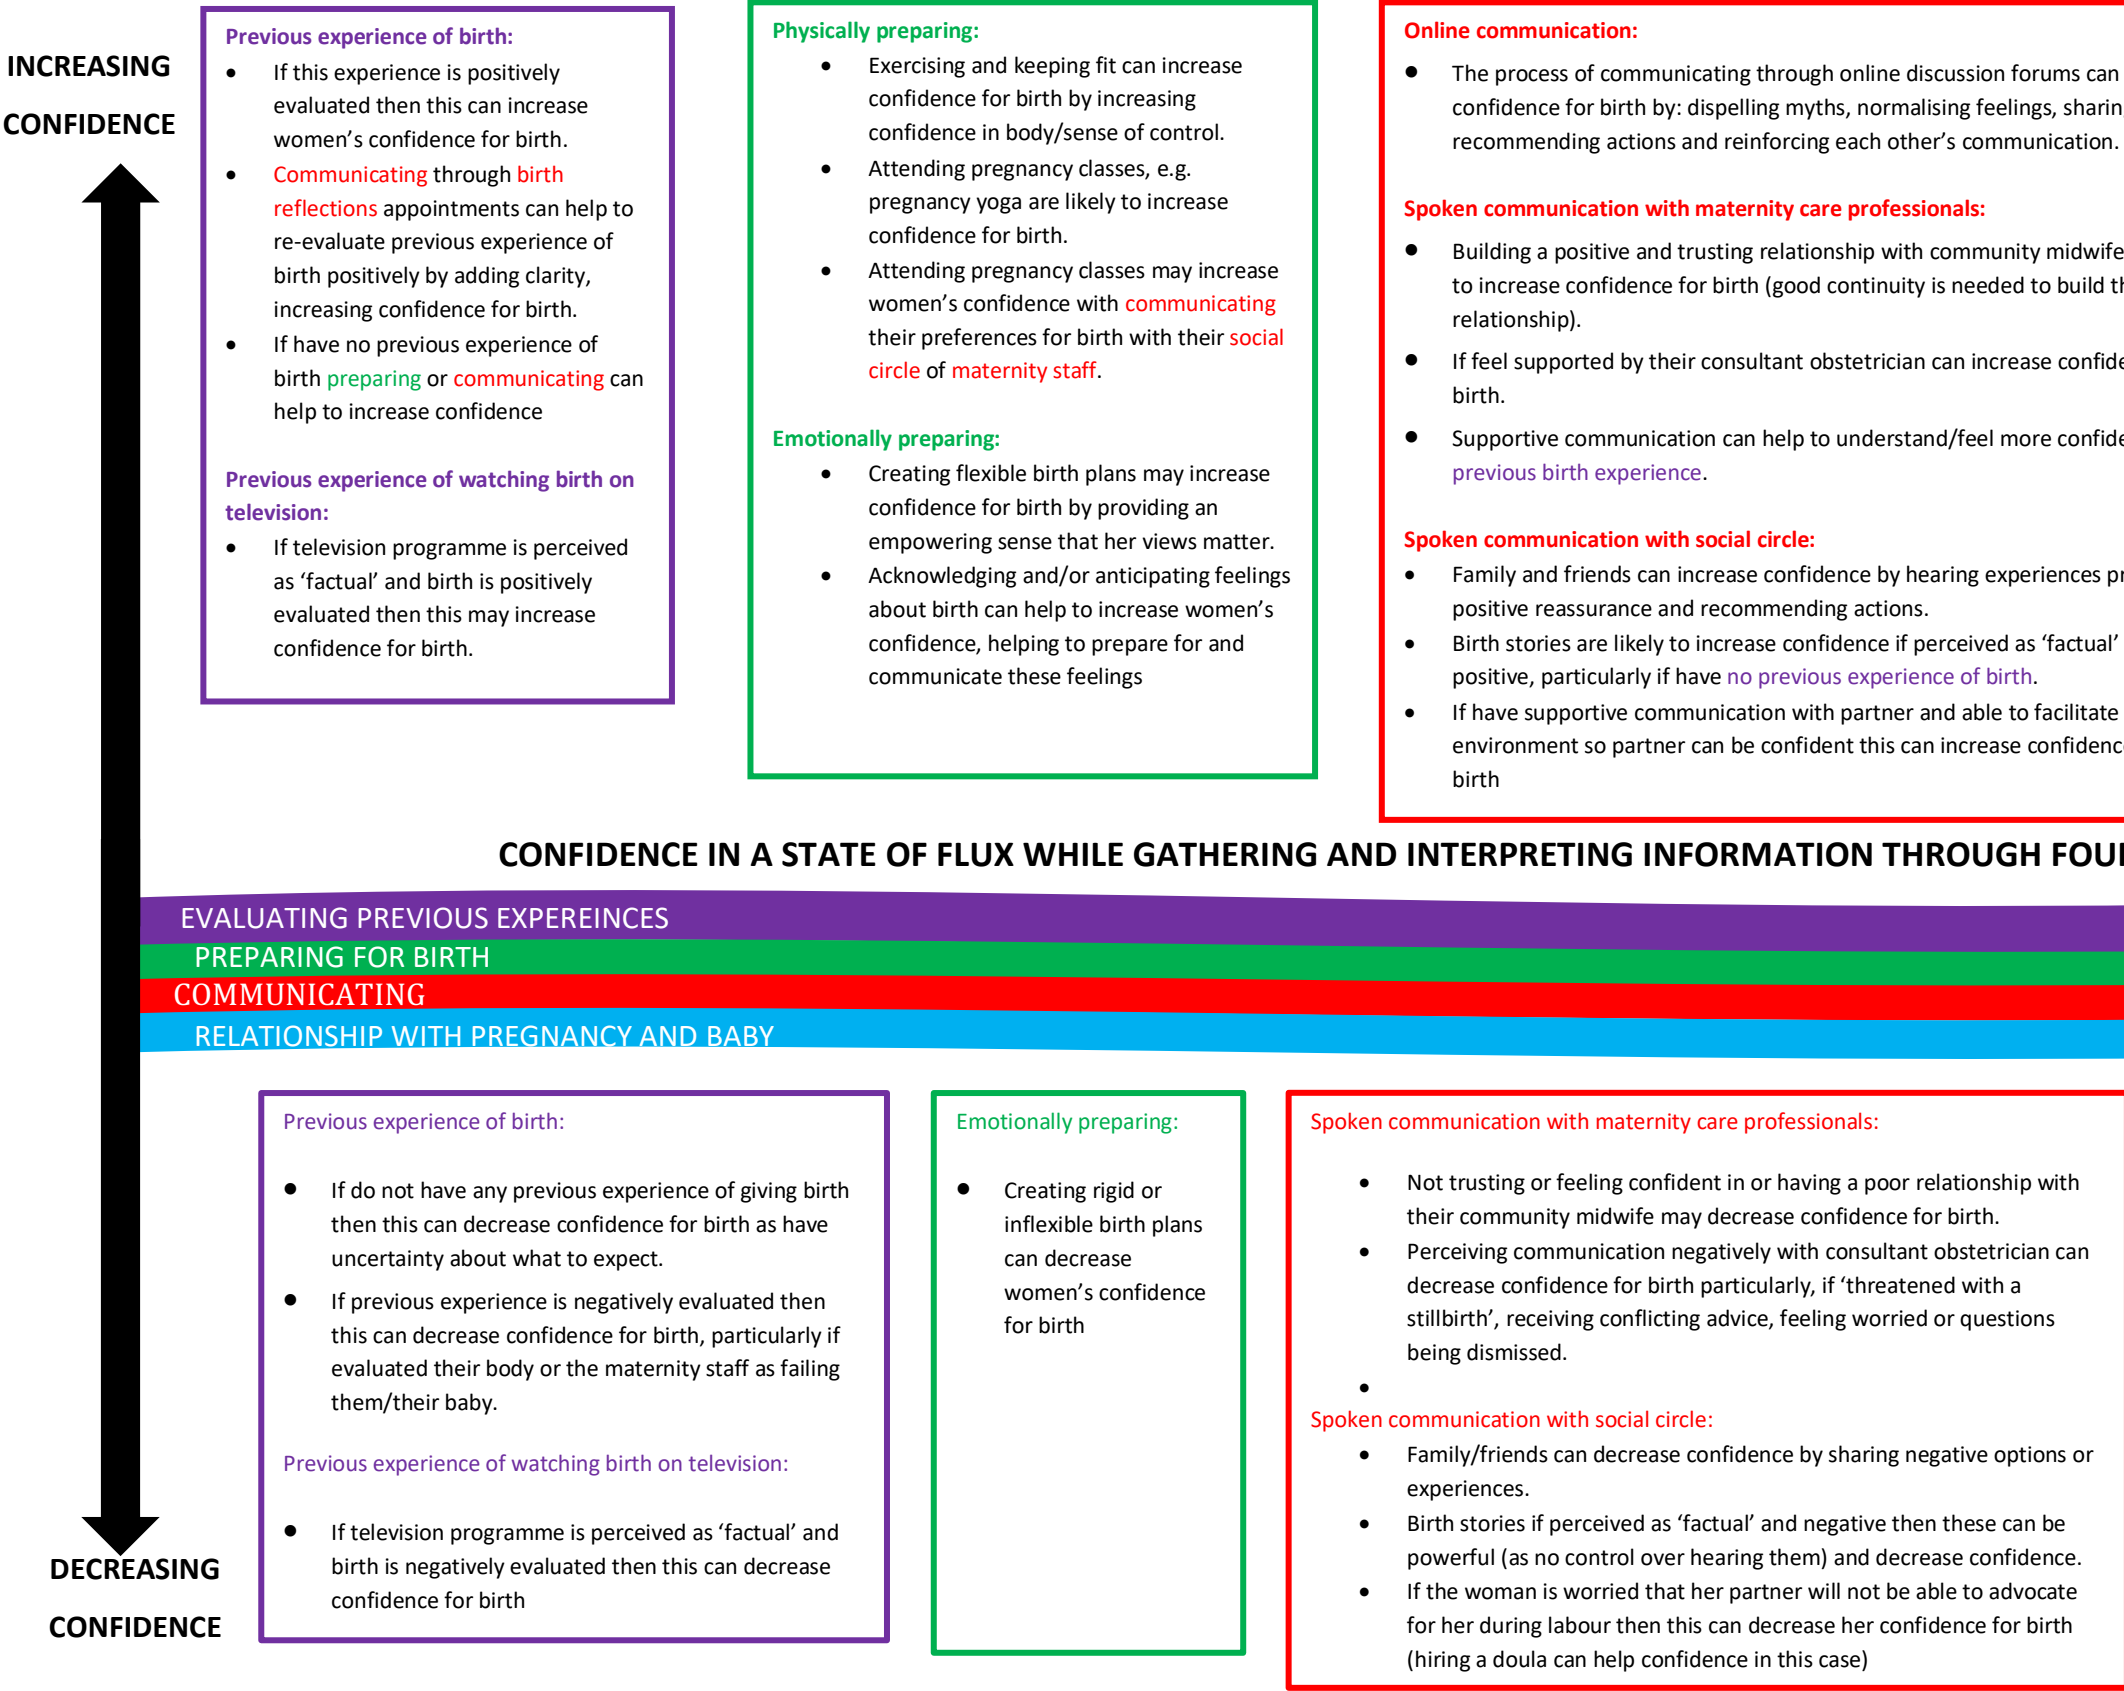 INCREASING
CONFIDENCE
Previous experience of birth:
• If this experience is positively
evaluated then this can increase
women’s confidence for birth.
• Communicating through birth
reflections appointments can help to
re-evaluate previous experience of
birth positively by adding clarity,
increasing confidence for birth.
• If have no previous experience of
birth preparing or communicating can
help to increase confidence
Previous experience of watching birth on
television:
• If television programme is perceived
as ‘factual’ and birth is positively
evaluated then this may increase
confidence for birth.
Physically preparing:
• Exercising and keeping fit can increase
confidence for birth by increasing
confidence in body/sense of control.
• Attending pregnancy classes, e.g.
pregnancy yoga are likely to increase
confidence for birth.
• Attending pregnancy classes may increase
women’s confidence with communicating
their preferences for birth with their social
circle of maternity staff.
Emotionally preparing:
• Creating flexible birth plans may increase
confidence for birth by providing an
empowering sense that her views matter.
• Acknowledging and/or anticipating feelings
about birth can help to increase women’s
confidence, helping to prepare for and
communicate these feelings
Online communication:
• The process of communicating through online discussion forums can
confidence for birth by: dispelling myths, normalising feelings, sharin
recommending actions and reinforcing each other’s communication.
Spoken communication with maternity care professionals:
• Building a positive and trusting relationship with community midwife
to increase confidence for birth (good continuity is needed to build th
relationship).
• If feel supported by their consultant obstetrician can increase confide
birth.
• Supportive communication can help to understand/feel more confide
previous birth experience.
Spoken communication with social circle:
• Family and friends can increase confidence by hearing experiences pr
positive reassurance and recommending actions.
• Birth stories are likely to increase confidence if perceived as ‘factual’
positive, particularly if have no previous experience of birth.
• If have supportive communication with partner and able to facilitate
environment so partner can be confident this can increase confidenc
birth
CONFIDENCE IN A STATE OF FLUX WHILE GATHERING AND INTERPRETING INFORMATION THROUGH FOU
EVALUATING PREVIOUS EXPEREINCES
PREPARING FOR BIRTH
COMMUNICATING
RELATIONSHIP WITH PREGNANCY AND BABY
Previous experience of birth:
• If do not have any previous experience of giving birth
then this can decrease confidence for birth as have
uncertainty about what to expect.
• If previous experience is negatively evaluated then
this can decrease confidence for birth, particularly if
evaluated their body or the maternity staff as failing
them/their baby.
Previous experience of watching birth on television:
• If television programme is perceived as ‘factual’ and
birth is negatively evaluated then this can decrease
confidence for birth
Emotionally preparing:
• Creating rigid or
inflexible birth plans
can decrease
women’s confidence
for birth
Spoken communication with maternity care professionals:
• Not trusting or feeling confident in or having a poor relationship with
their community midwife may decrease confidence for birth.
• Perceiving communication negatively with consultant obstetrician can
decrease confidence for birth particularly, if ‘threatened with a
stillbirth’, receiving conflicting advice, feeling worried or questions
being dismissed.
•
Spoken communication with social circle:
• Family/friends can decrease confidence by sharing negative options or
experiences.
• Birth stories if perceived as ‘factual’ and negative then these can be
powerful (as no control over hearing them) and decrease confidence.
• If the woman is worried that her partner will not be able to advocate
for her during labour then this can decrease her confidence for birth
(hiring a doula can help confidence in this case)
DECREASING
CONFIDENCE